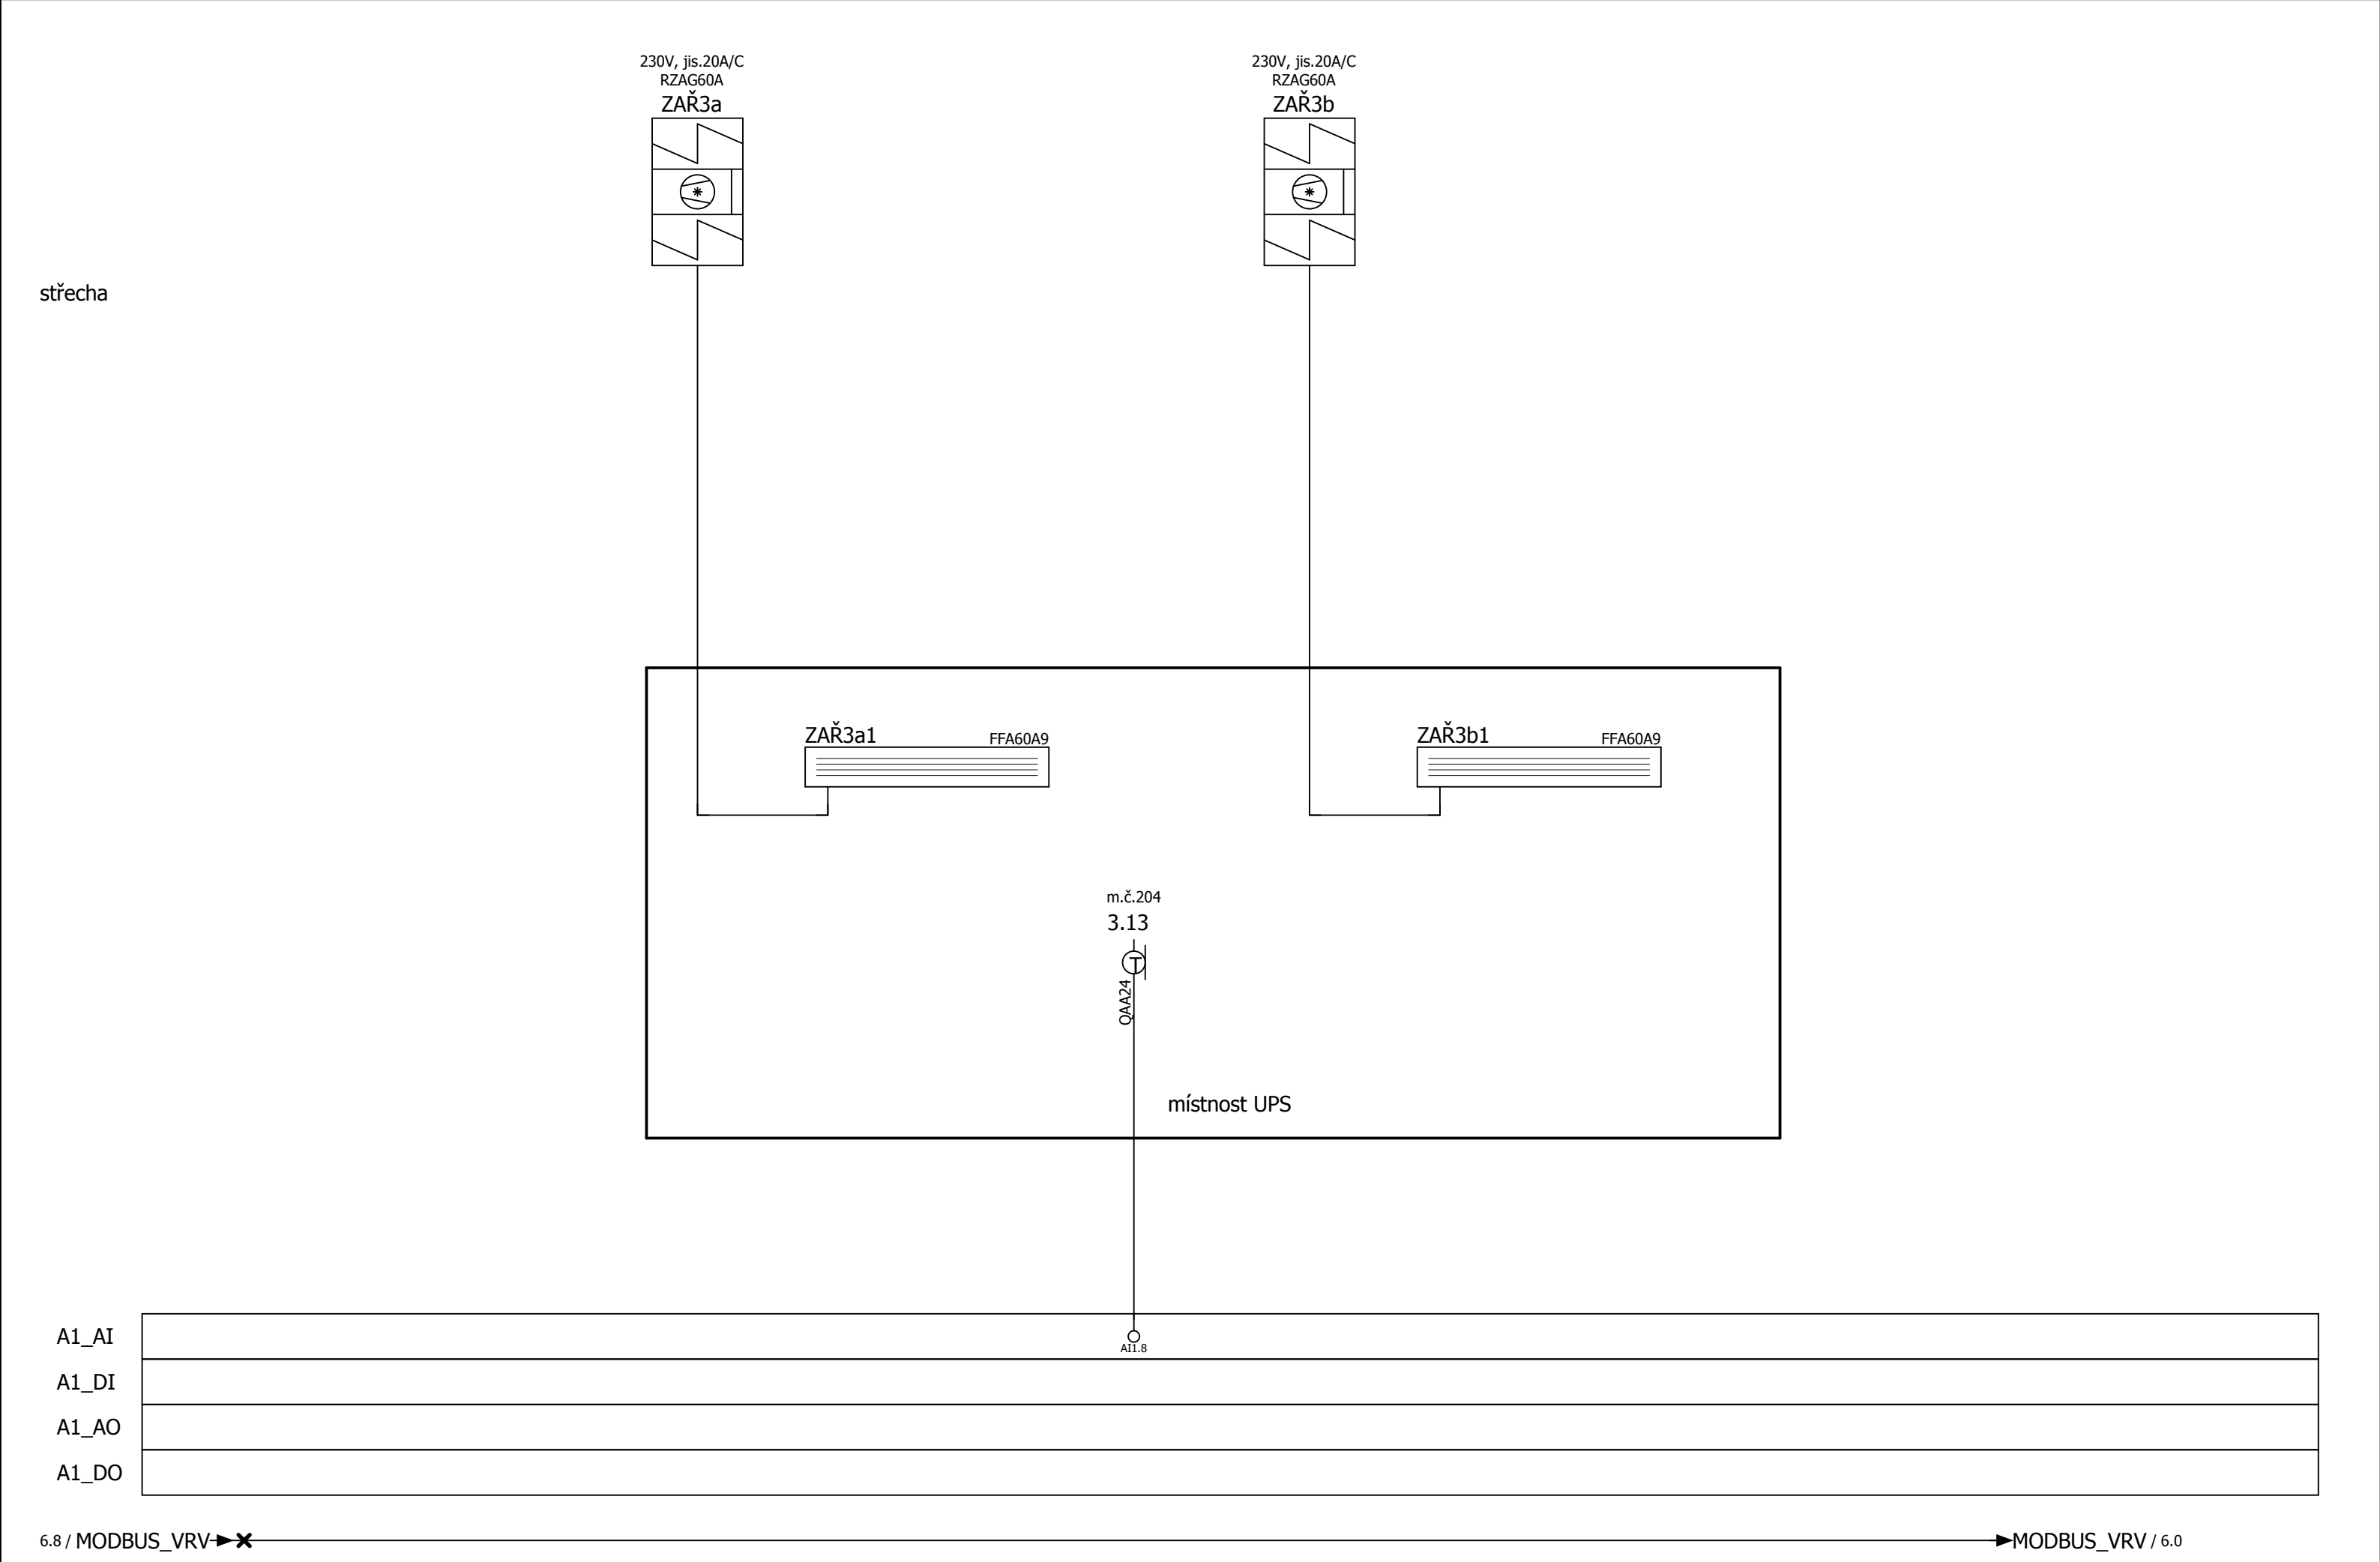 230V, jis.20A/C
RZAG60A
ZAŘ3a
230V, jis.20A/C
RZAG60A
ZAŘ3b
střecha
ZAŘ3a1
FFA60A9
ZAŘ3b1
FFA60A9
m.č.204
3.13
T
QAA24
místnost UPS
A1_AI
AI1.8
A1_DI
A1_AO
A1_DO
6.8 / MODBUS_VRV
MODBUS_VRV / 6.0